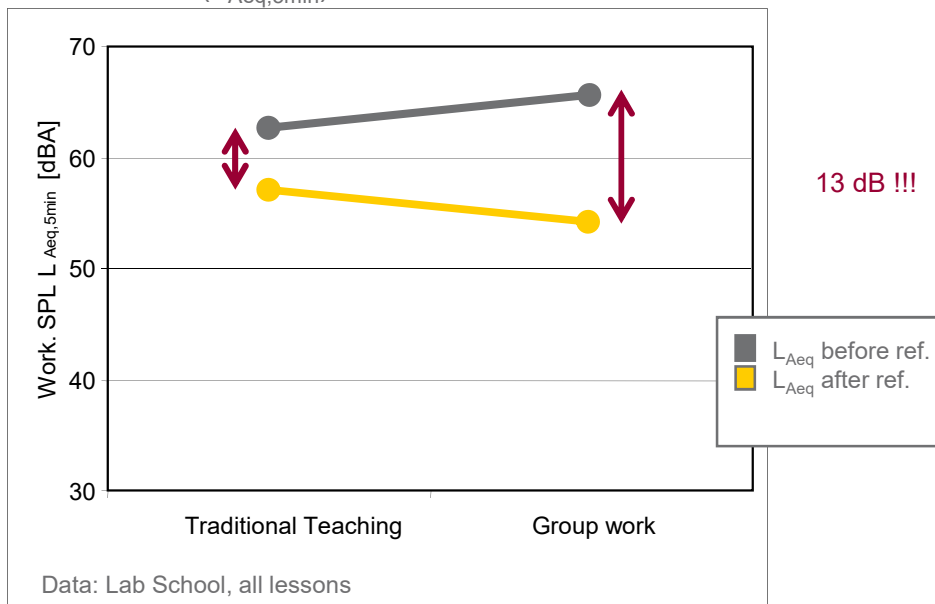 70
60
50
40
30
Work. SPL L Aeq,5min [dBA]
Traditional Teaching
Group work
13 dB !!!
LAeq before ref.
LAeq after ref.
Data: Lab School, all lessons